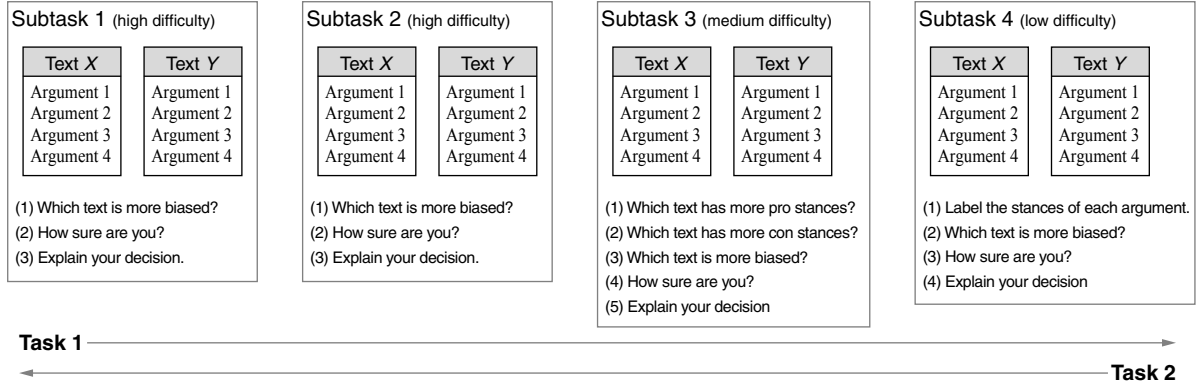 Subtask 1 (high difficulty)
Text X Text Y
Argument 1 Argument 1
Argument 2 Argument 2
Argument 3 Argument 3
Argument 4 Argument 4
(1) Which text is more biased?
(2) How sure are you?
(3) Explain your decision.
Subtask 2 (high difficulty)
Text X Text Y
Argument 1 Argument 1
Argument 2 Argument 2
Argument 3 Argument 3
Argument 4 Argument 4
(1) Which text is more biased?
(2) How sure are you?
(3) Explain your decision.
Subtask 3 (medium difficulty)
Text X Text Y
Argument 1 Argument 1
Argument 2 Argument 2
Argument 3 Argument 3
Argument 4 Argument 4
(1) Which text has more pro stances?
(2) Which text has more con stances?
(3) Which text is more biased?
(4) How sure are you?
(5) Explain your decision
Subtask 4 (low difficulty)
Text X Text Y
Argument 1 Argument 1
Argument 2 Argument 2
Argument 3 Argument 3
Argument 4 Argument 4
(1) Label the stances of each argument.
(2) Which text is more biased?
(3) How sure are you?
(4) Explain your decision
Task 1
Task 2